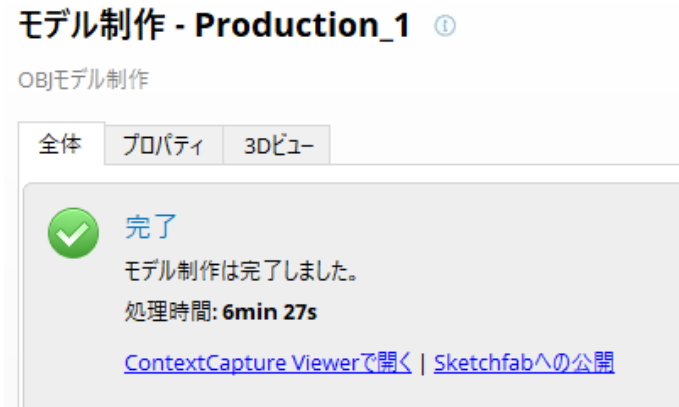 モデル制作 - Production_1
OBJモデル制作
全体 プロパティ 3Dビュー
完了
モデル制作は完了しました。
処理時間: 6min 27s
ContextCapture Viewerで開く | Sketchfabへの公開